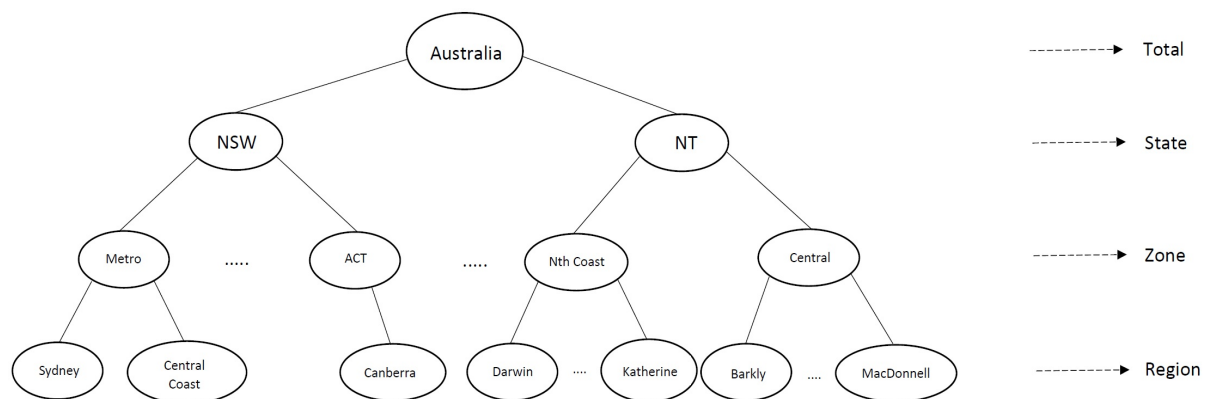 Australia
Total
NSW
NT
State
Metro
.....
ACT
.....
Nth Coast
Central
Zone
Sydney
Central
Coast
Canberra
Darwin
....
Katherine
Barkly
....
MacDonnell
Region